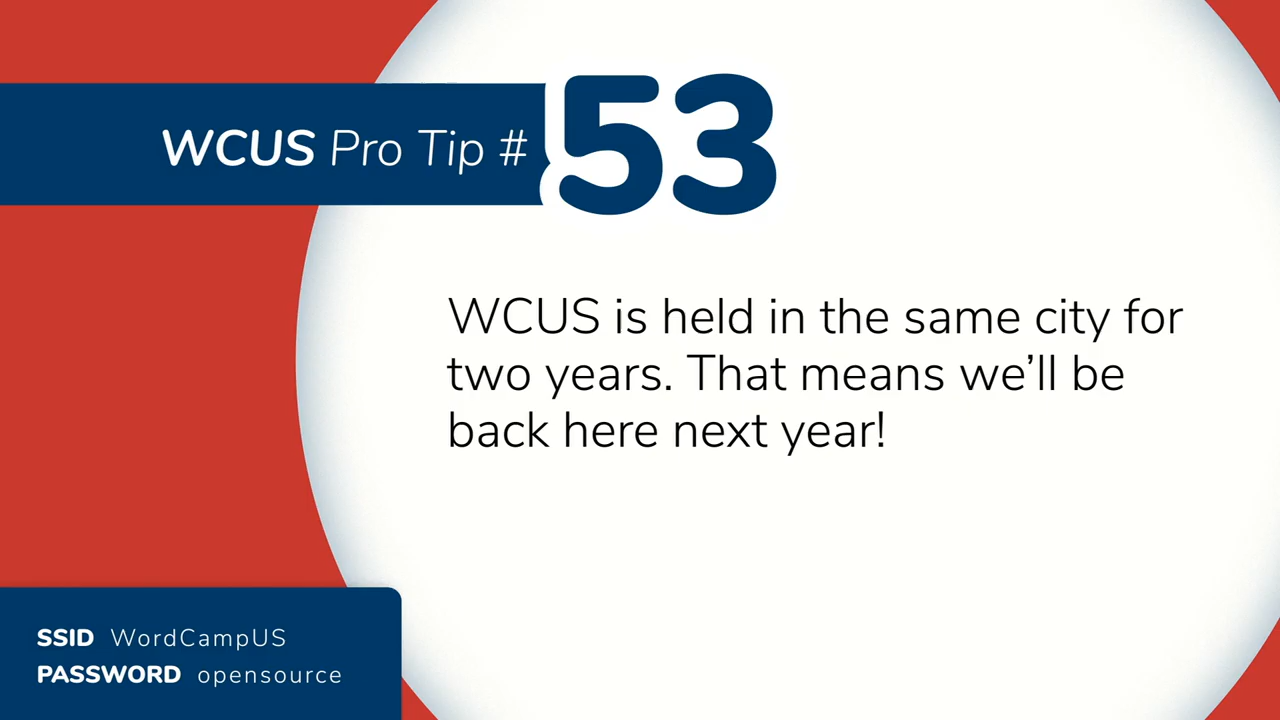 WCUS Pro Tip # 53
WCUS is held in the same city for
two years. That means we’ll be
back here next year!
SSID WordCampUS
PASSWORD opensource